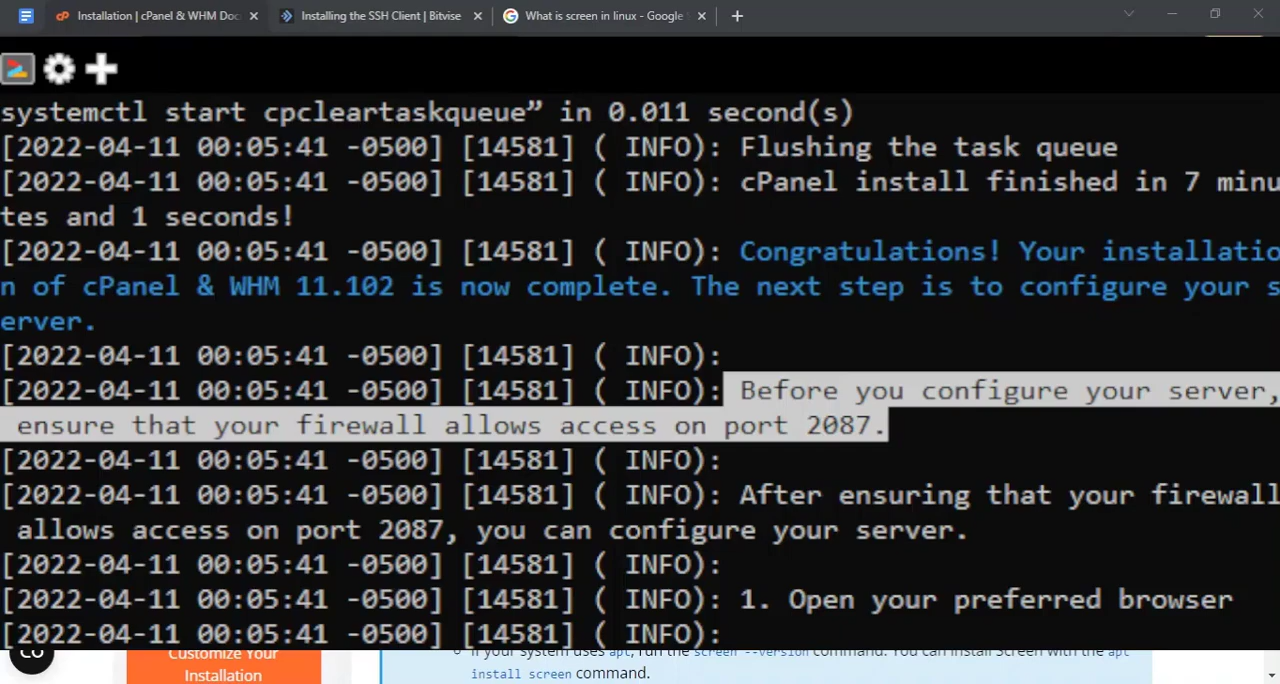 Installation | cPanel & WHM Doc
Installing the SSH Client | Bitvise
What is screen in linux - Google
systemctl start cpcleartaskqueue” in 0.011 second(s)
[2022-04-11 00:05:41 -0500] [14581] ( INFO): Flushing the task queue
[2022-04-11 00:05:41 -0500] [14581] ( INFO): cPanel install finished in 7 minu
tes and 1 seconds!
[2022-04-11 00:05:41 -0500] [14581] ( INFO): Congratulations! Your installatio
n of cPanel & WHM 11.102 is now complete. The next step is to configure your s
erver.
[2022-04-11 00:05:41 -0500] [14581] ( INFO):
[2022-04-11 00:05:41 -0500] [14581] ( INFO): Before you configure your server,
ensure that your firewall allows access on port 2087.
[2022-04-11 00:05:41 -0500] [14581] ( INFO):
[2022-04-11 00:05:41 -0500] [14581] ( INFO): After ensuring that your firewall
allows access on port 2087, you can configure your server.
[2022-04-11 00:05:41 -0500] [14581] ( INFO):
[2022-04-11 00:05:41 -0500] [14581] ( INFO): 1. Open your preferred browser
[2022-04-11 00:05:41 -0500] [14581] ( INFO):
CO
Customize Your
Installation
If your system uses apt, run the screen --version command. You can install Screen with the apt
install screen command.